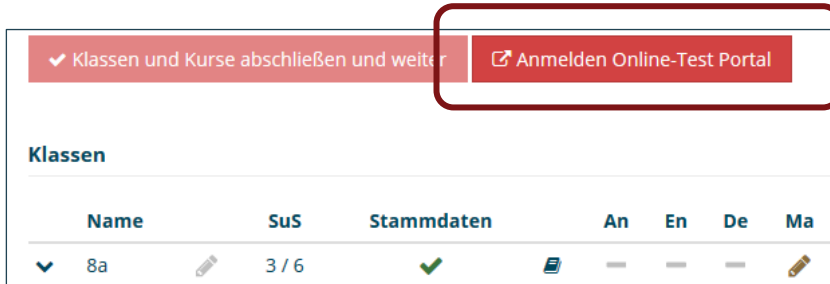 Klassen und Kurse abschließen und weiter Anmelden Online-Test Portal
Klassen
Name SuS Stammdaten An En De Ma
8a 3 / 6